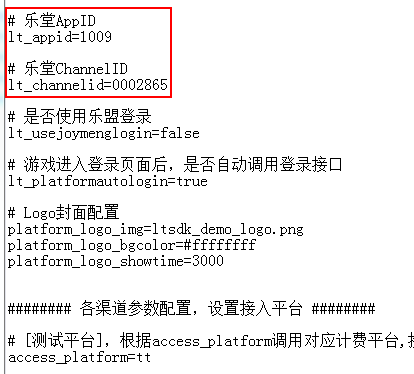 # 乐堂AppID
lt_appid=1009
# 乐堂ChannelID
lt_channelid=0002865
# 是否使用乐盟登录
lt_usejoymenglogin=false
# 游戏进入登录页面后，是否自动调用登录接口
lt_platformautologin=true
# Logo封面配置
platform_logo_img=ltsdk_demo_logo.png
platform_logo_bgcolor=#ffffffff
platform_logo_showtime=3000
######## 各渠道参数配置，设置接入平台 ########
# [测试平台]，根据access_platform调用对应计费平台,
access_platform=tt